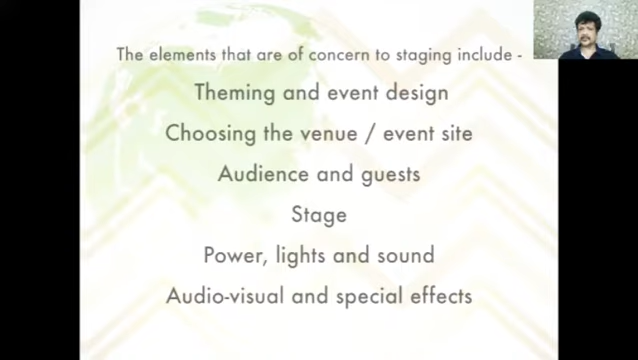 The elements that are of concern to staging include -
Theming and event design
Choosing the venue / event site
Audience and guests
Stage
Power, lights and sound
Audio-visual and special effects